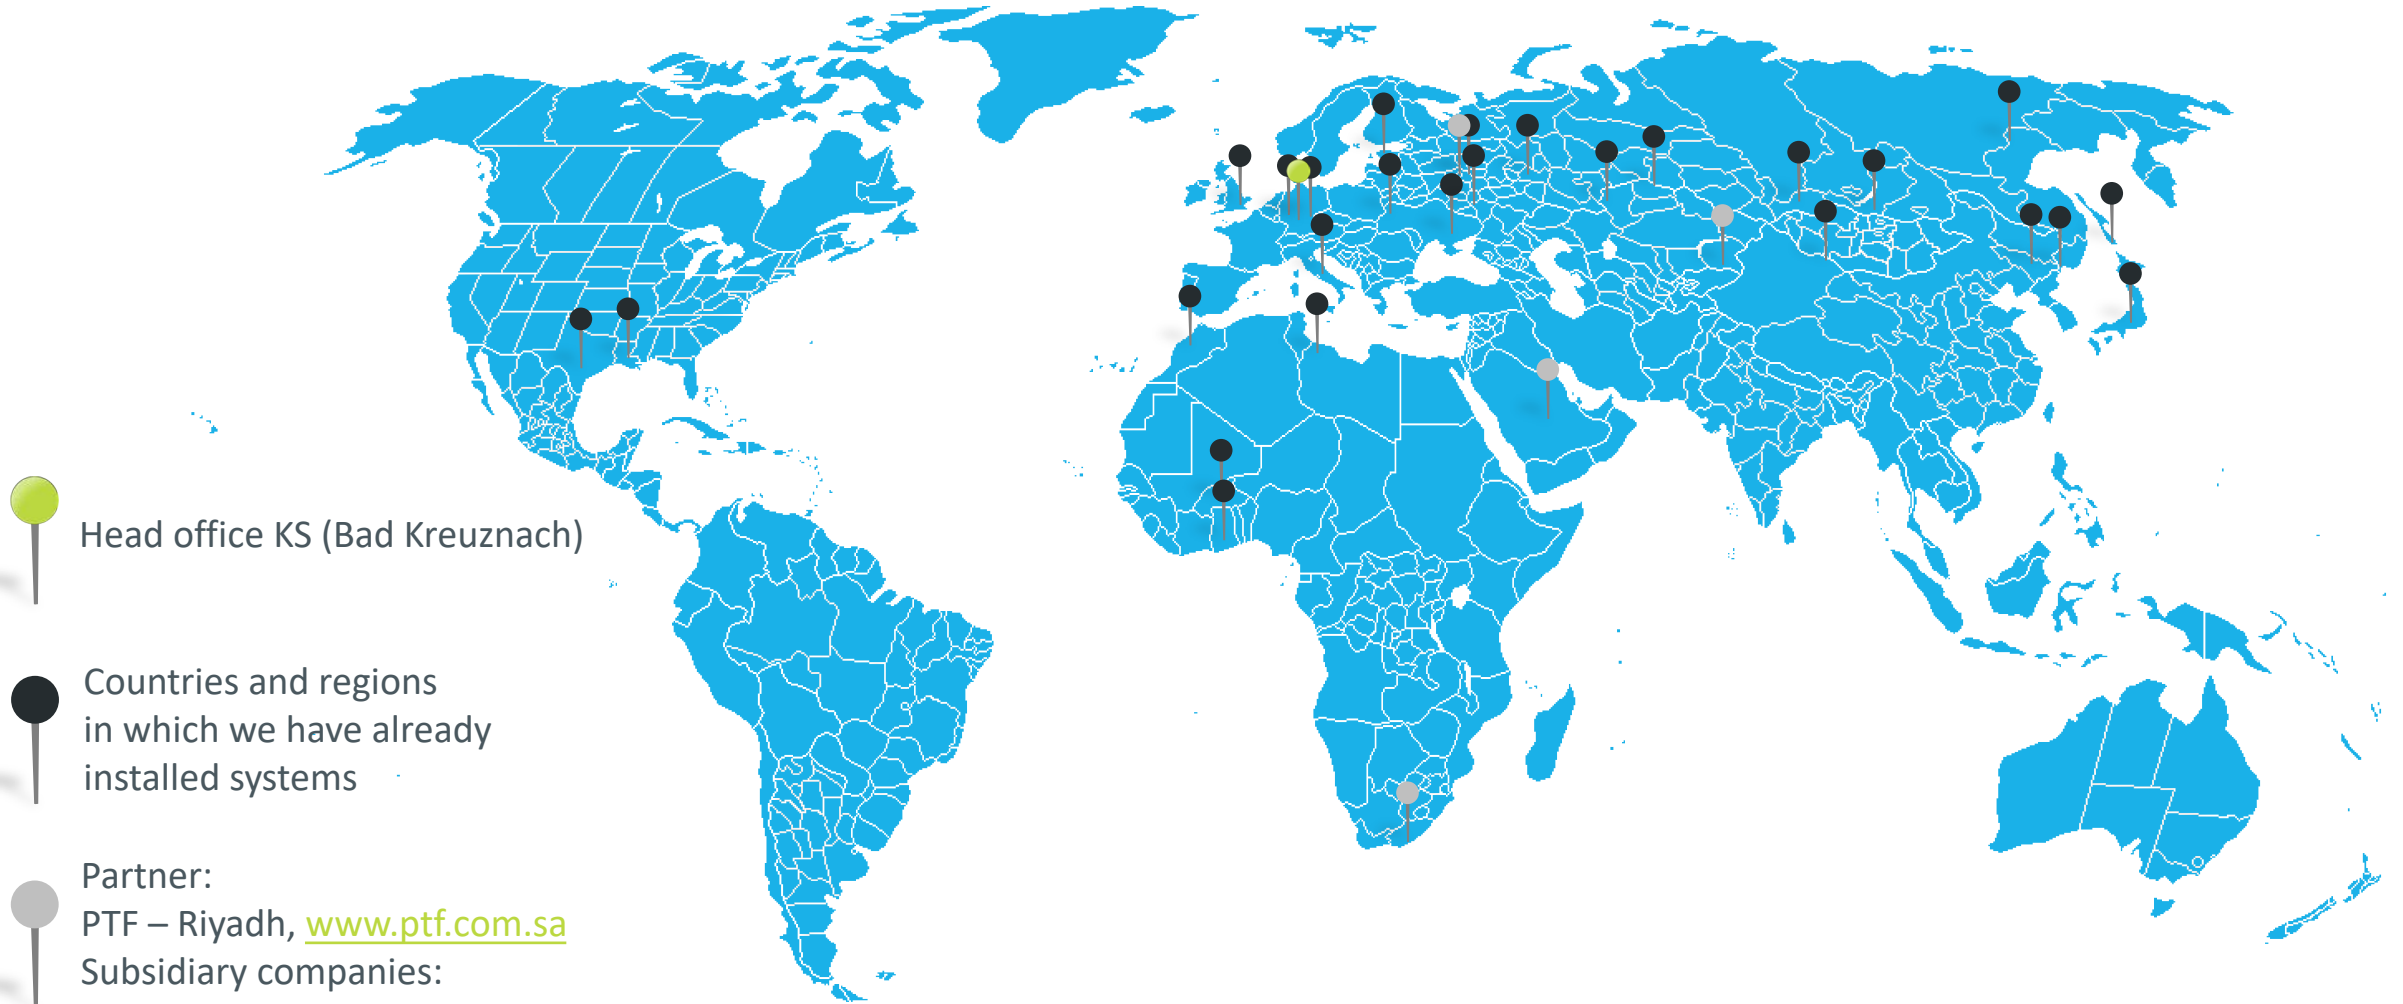 Head office KS (Bad Kreuznach)
Countries and regions
in which we have already
installed systems
Partner:
PTF – Riyadh, www.ptf.com.sa
Subsidiary companies: